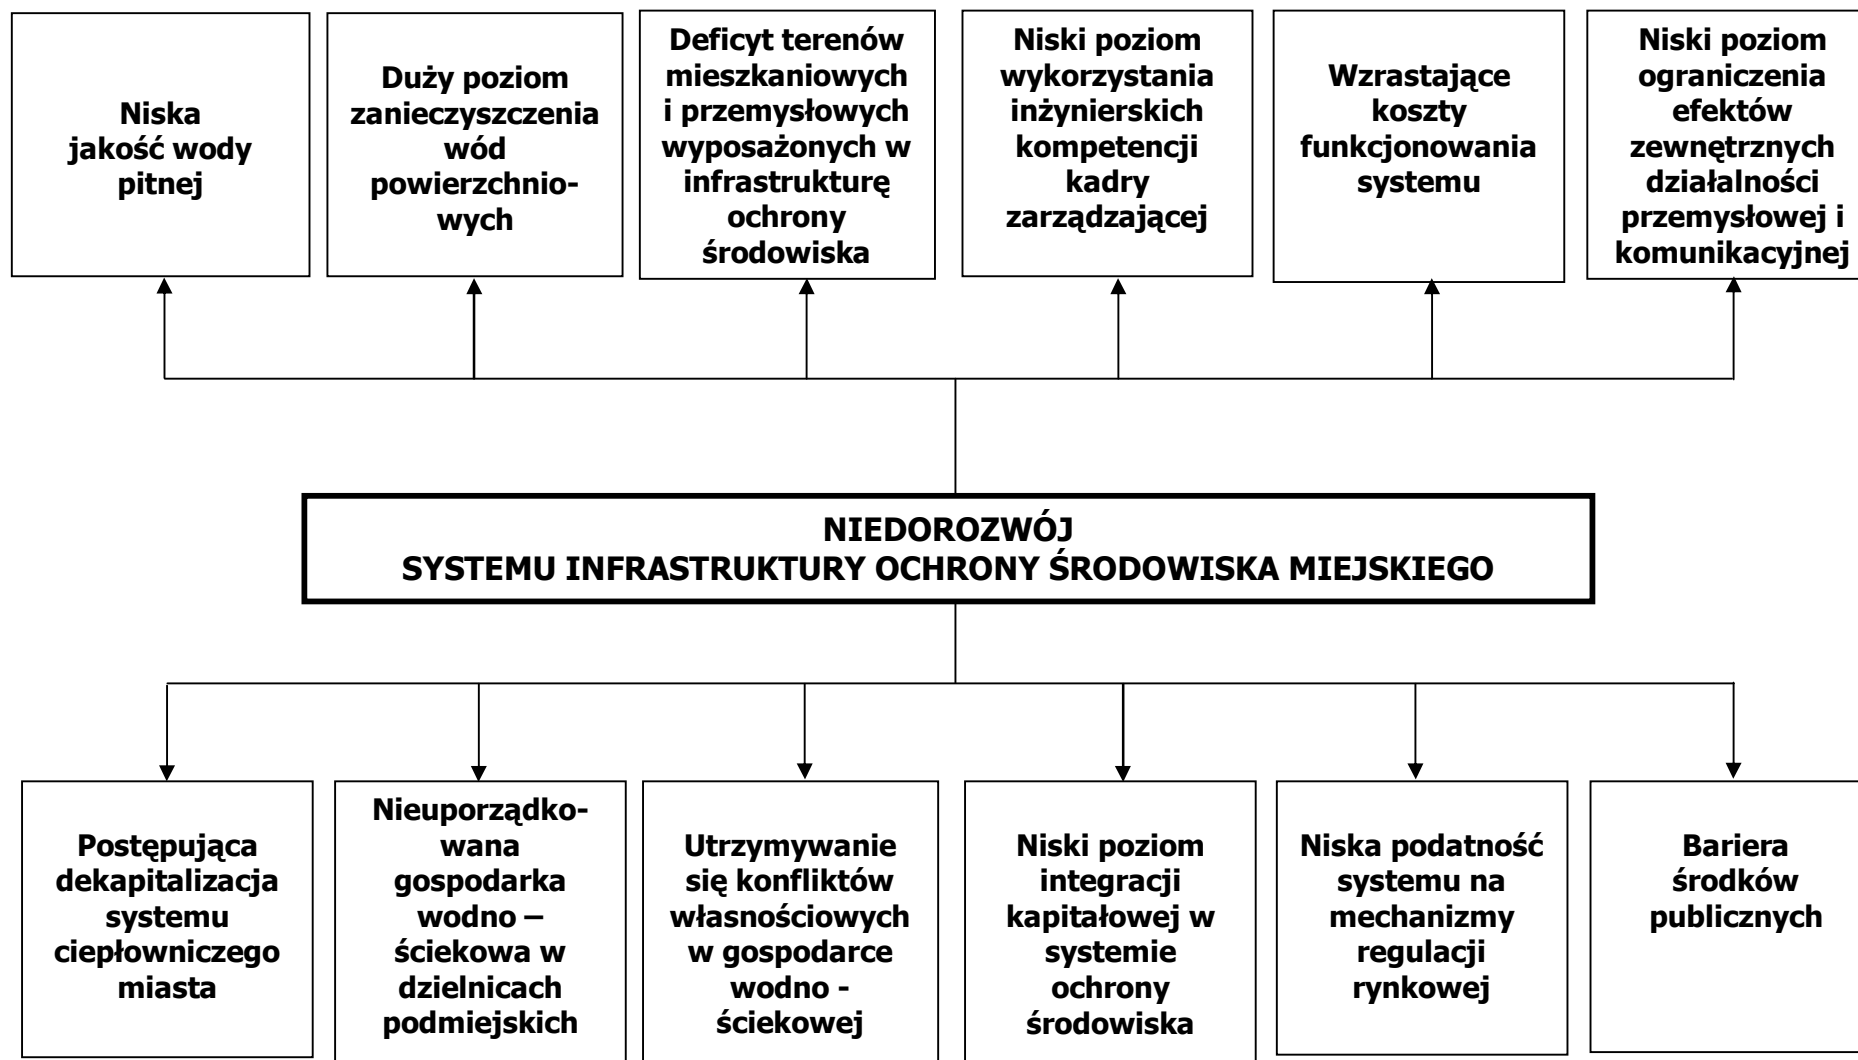 Niska
jakość wody
pitnej
Duży poziom
zanieczyszczenia
wód
powierzchnio-
wych
Deficyt terenów
mieszkaniowych
i przemysłowych
wyposażonych w
infrastrukturę
ochrony
środowiska
Niski poziom
wykorzystania
inżynierskich
kompetencji
kadry
zarządzającej
Wzrastające
koszty
funkcjonowania
systemu
Niski poziom
ograniczenia
efektów
zewnętrznych
działalności
przemysłowej i
komunikacyjnej
NIEDOROZWÓJ
SYSTEMU INFRASTRUKTURY OCHRONY ŚRODOWISKA MIEJSKIEGO
Postępująca
dekapitalizacja
systemu
ciepłowniczego
miasta
Nieuporządko-
wana
gospodarka
wodno –
ściekowa w
dzielnicach
podmiejskich
Utrzymywanie
się konfliktów
własnościowych
w gospodarce
wodno -
ściekowej
Niski poziom
integracji
kapitałowej w
systemie
ochrony
środowiska
Niska podatność
systemu na
mechanizmy
regulacji
rynkowej
Bariera
środków
publicznych